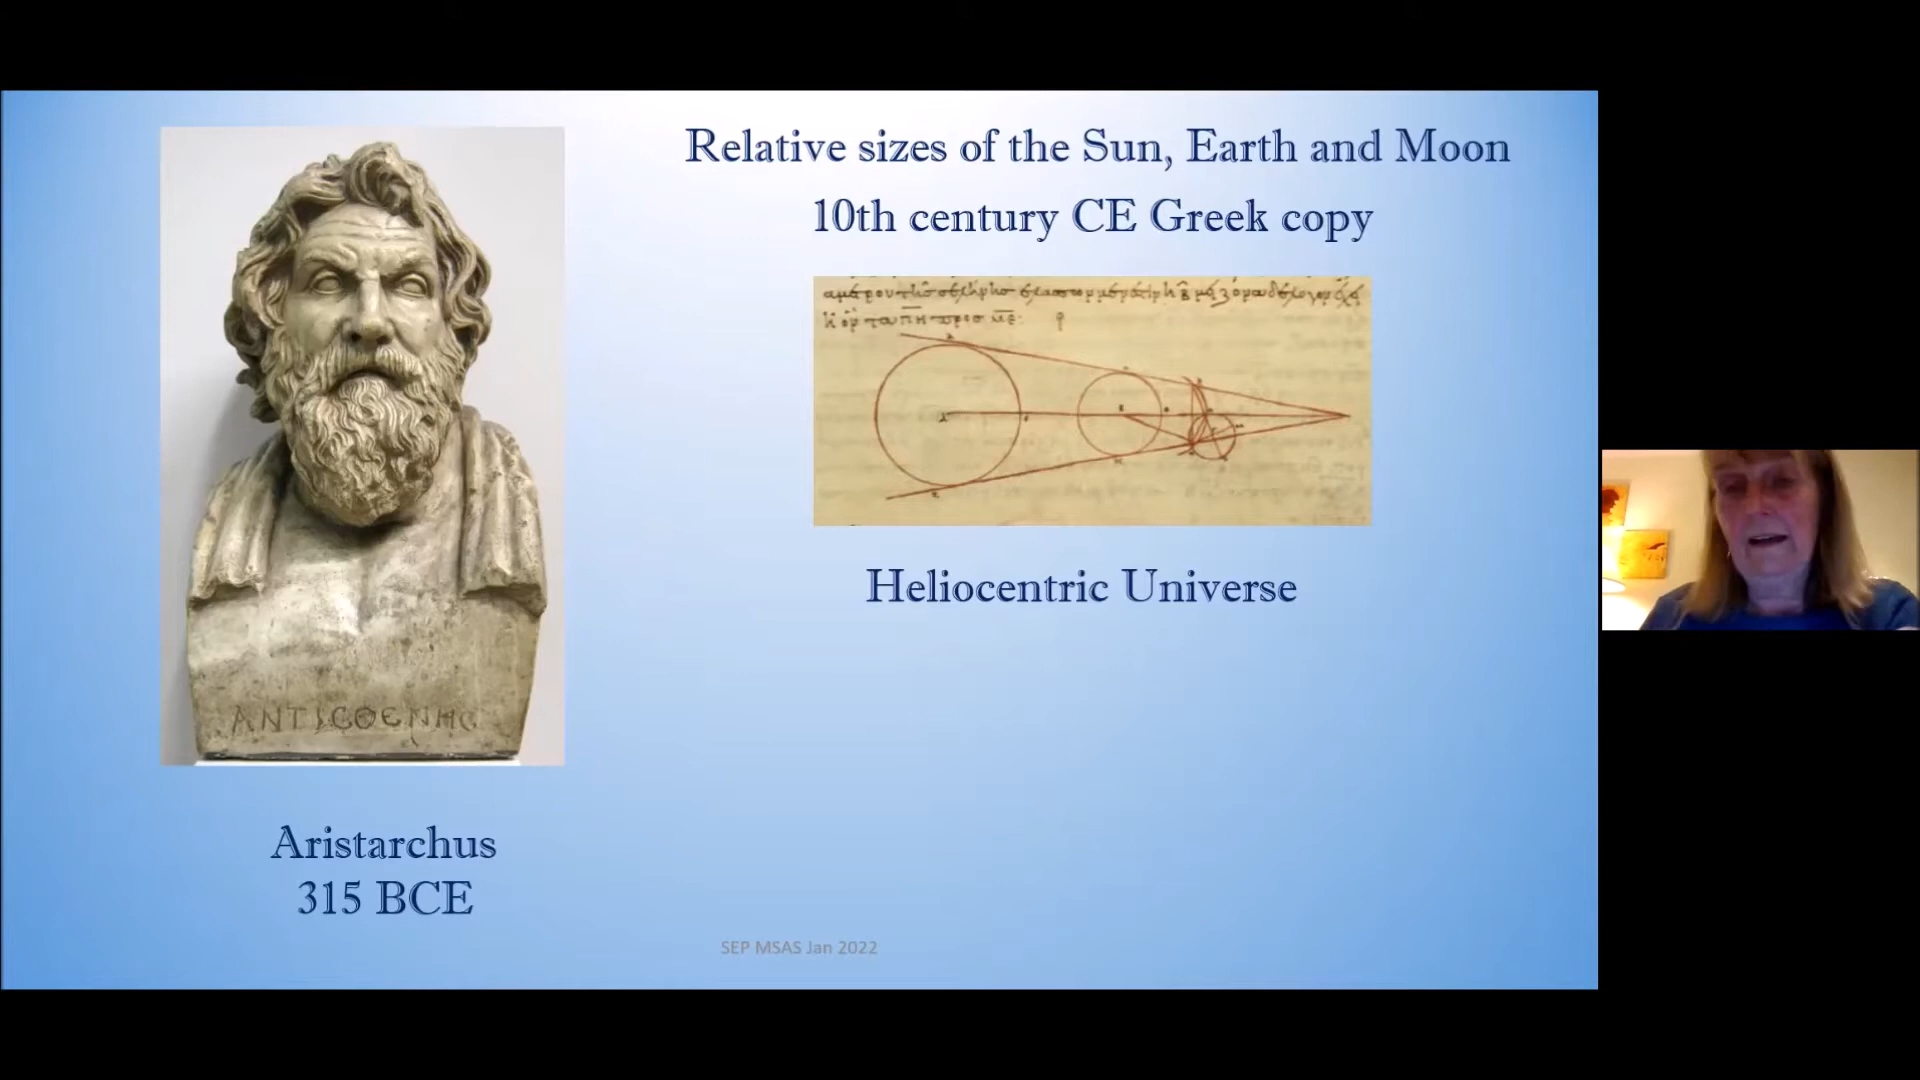 Relative sizes of the Sun, Earth and Moon
10th century CE Greek copy
Heliocentric Universe
ΑΝΤΙCΘΕΝΗC
Aristarchus
315 BCE
SEP MSAS Jan 2022